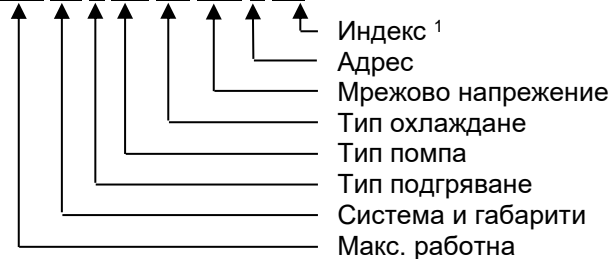 Индекс ¹
Адрес
Мрежово напрежение
Тип охлаждане
Тип помпа
Тип подгряване
Система и габарити
Макс. работна